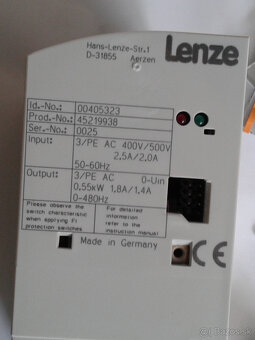 Hans-Lenze-Str.1
D-31855 Aerzen
Lenze
Id.-No.: 00405323
Prod.-No.: 45219938
Ser.-No.: 0025
Input: 3/PE AC 400V/500V
2,5A/2,0A
50-60Hz
Output: 3/PE AC 0-Uin
0,55kW 1,8A/1,4A
0-480Hz
Please observe the
switch characteristic
when applying FI
protection switches
For detailed
information
refer to the
instruction manual
Made in Germany
CE